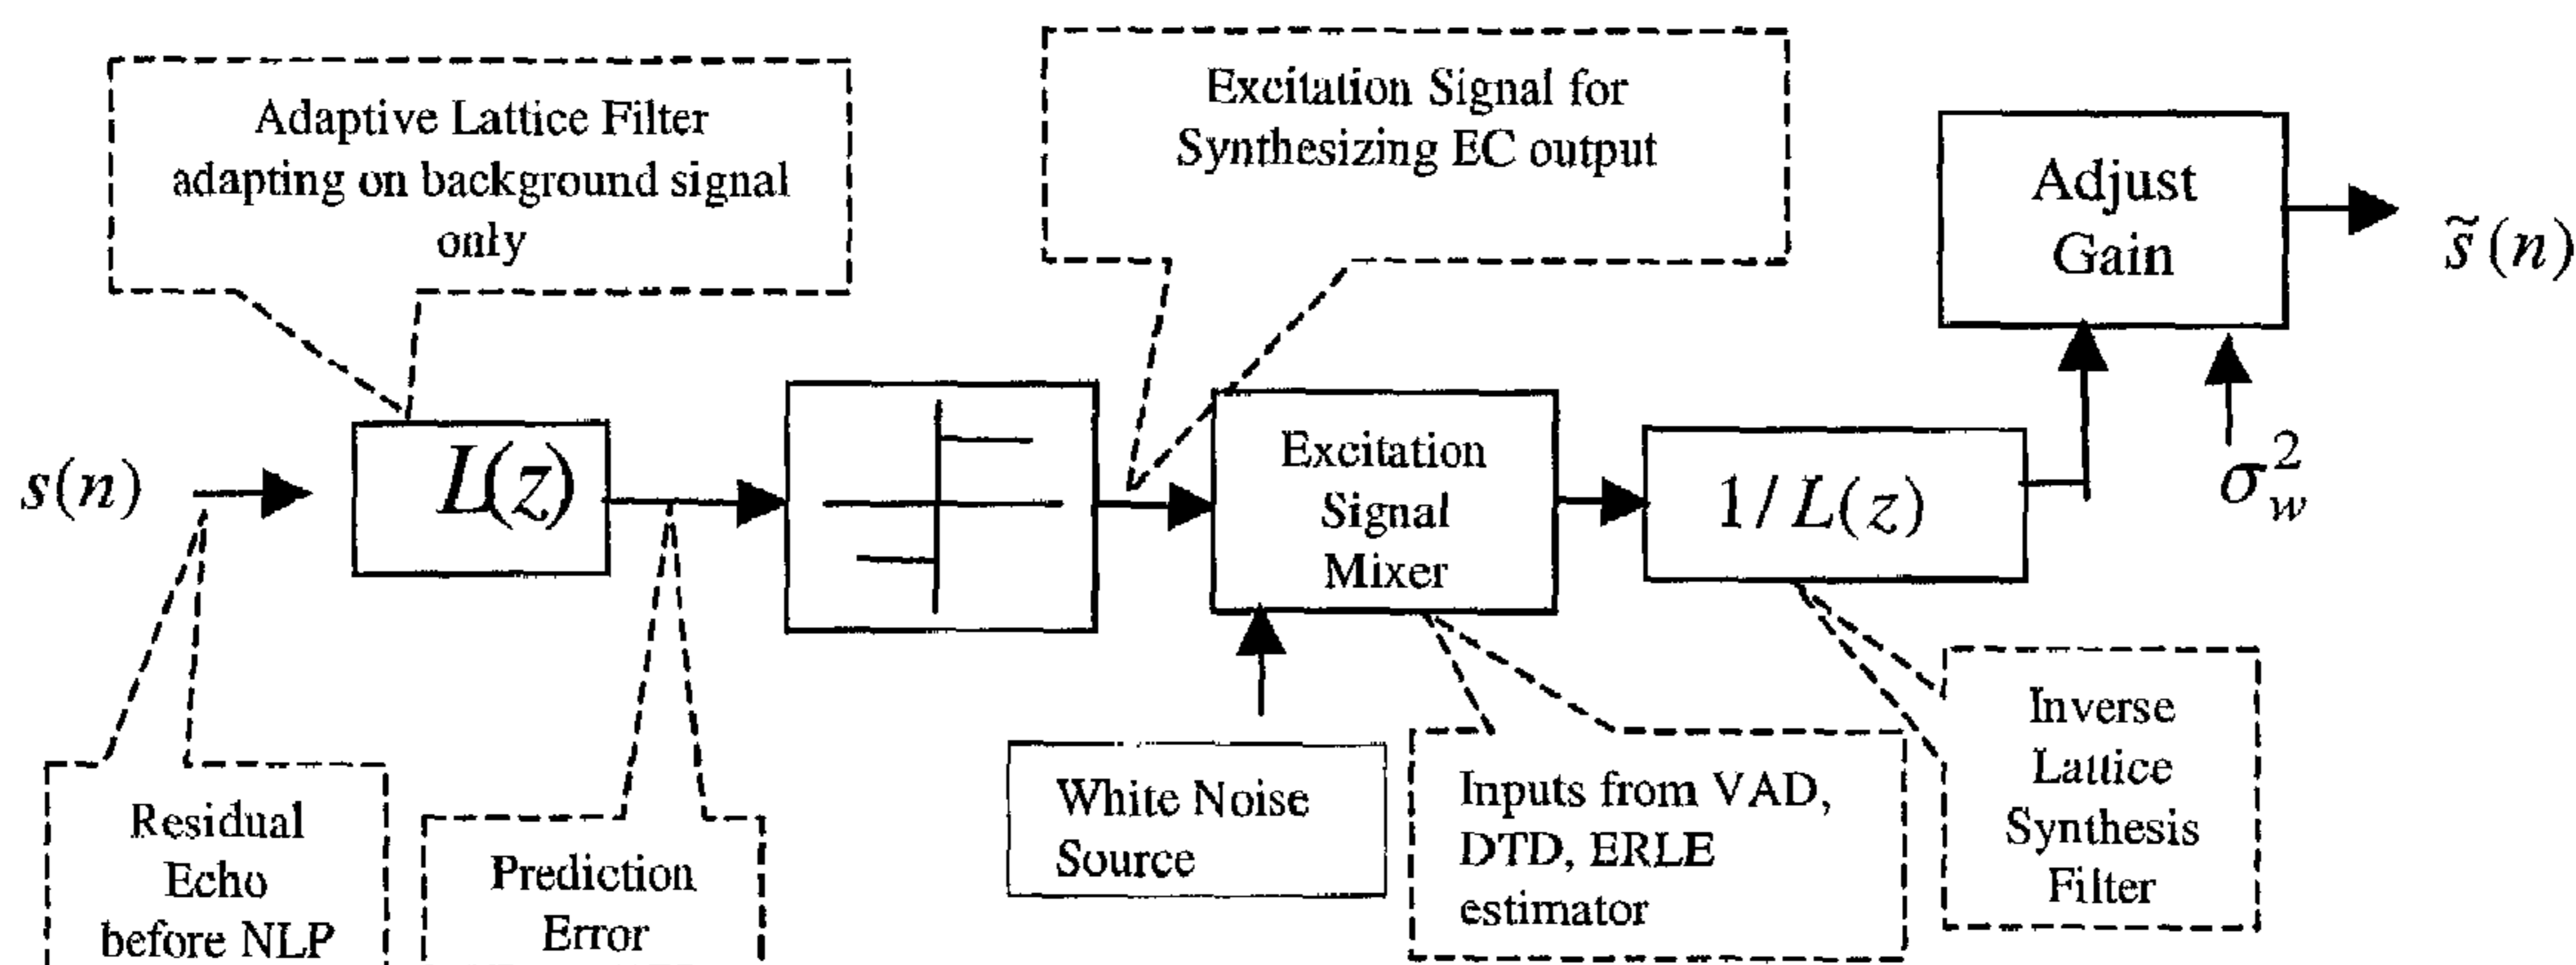 Adaptive Lattice Filter
adapting on background signal
only
Excitation Signal for
Synthesizing EC output
Adjust
Gain
s̃(n)
s(n)
L(z)
Excitation
Signal
Mixer
1/L(z)
σ_w^2
White Noise
Source
Inputs from VAD,
DTD, ERLE
estimator
Inverse
Lattice
Synthesis
Filter
Residual
Echo
before NLP
Prediction
Error